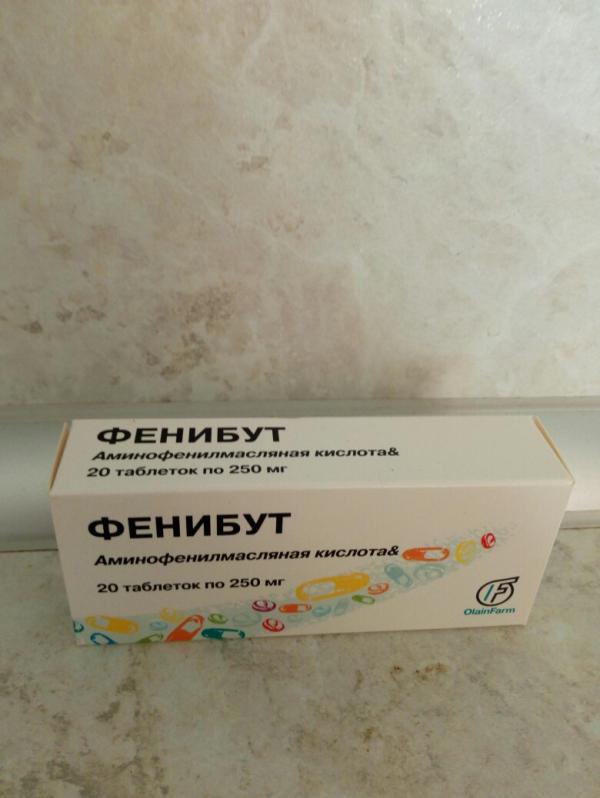 ФЕНИБУТ
Аминофенилмасляная кислота&
20 таблеток по 250 мг
ФЕНИБУТ
Аминофенилмасляная кислота&
20 таблеток по 250 мг
OlainFarm